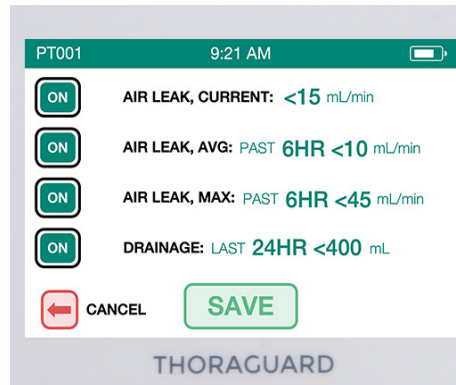 PT001 9:21 AM
ON AIR LEAK, CURRENT: <15 mL/min
ON AIR LEAK, AVG: PAST 6HR <10 mL/min
ON AIR LEAK, MAX: PAST 6HR <45 mL/min
ON DRAINAGE: LAST 24HR <400 mL
CANCEL SAVE
THORAGUARD